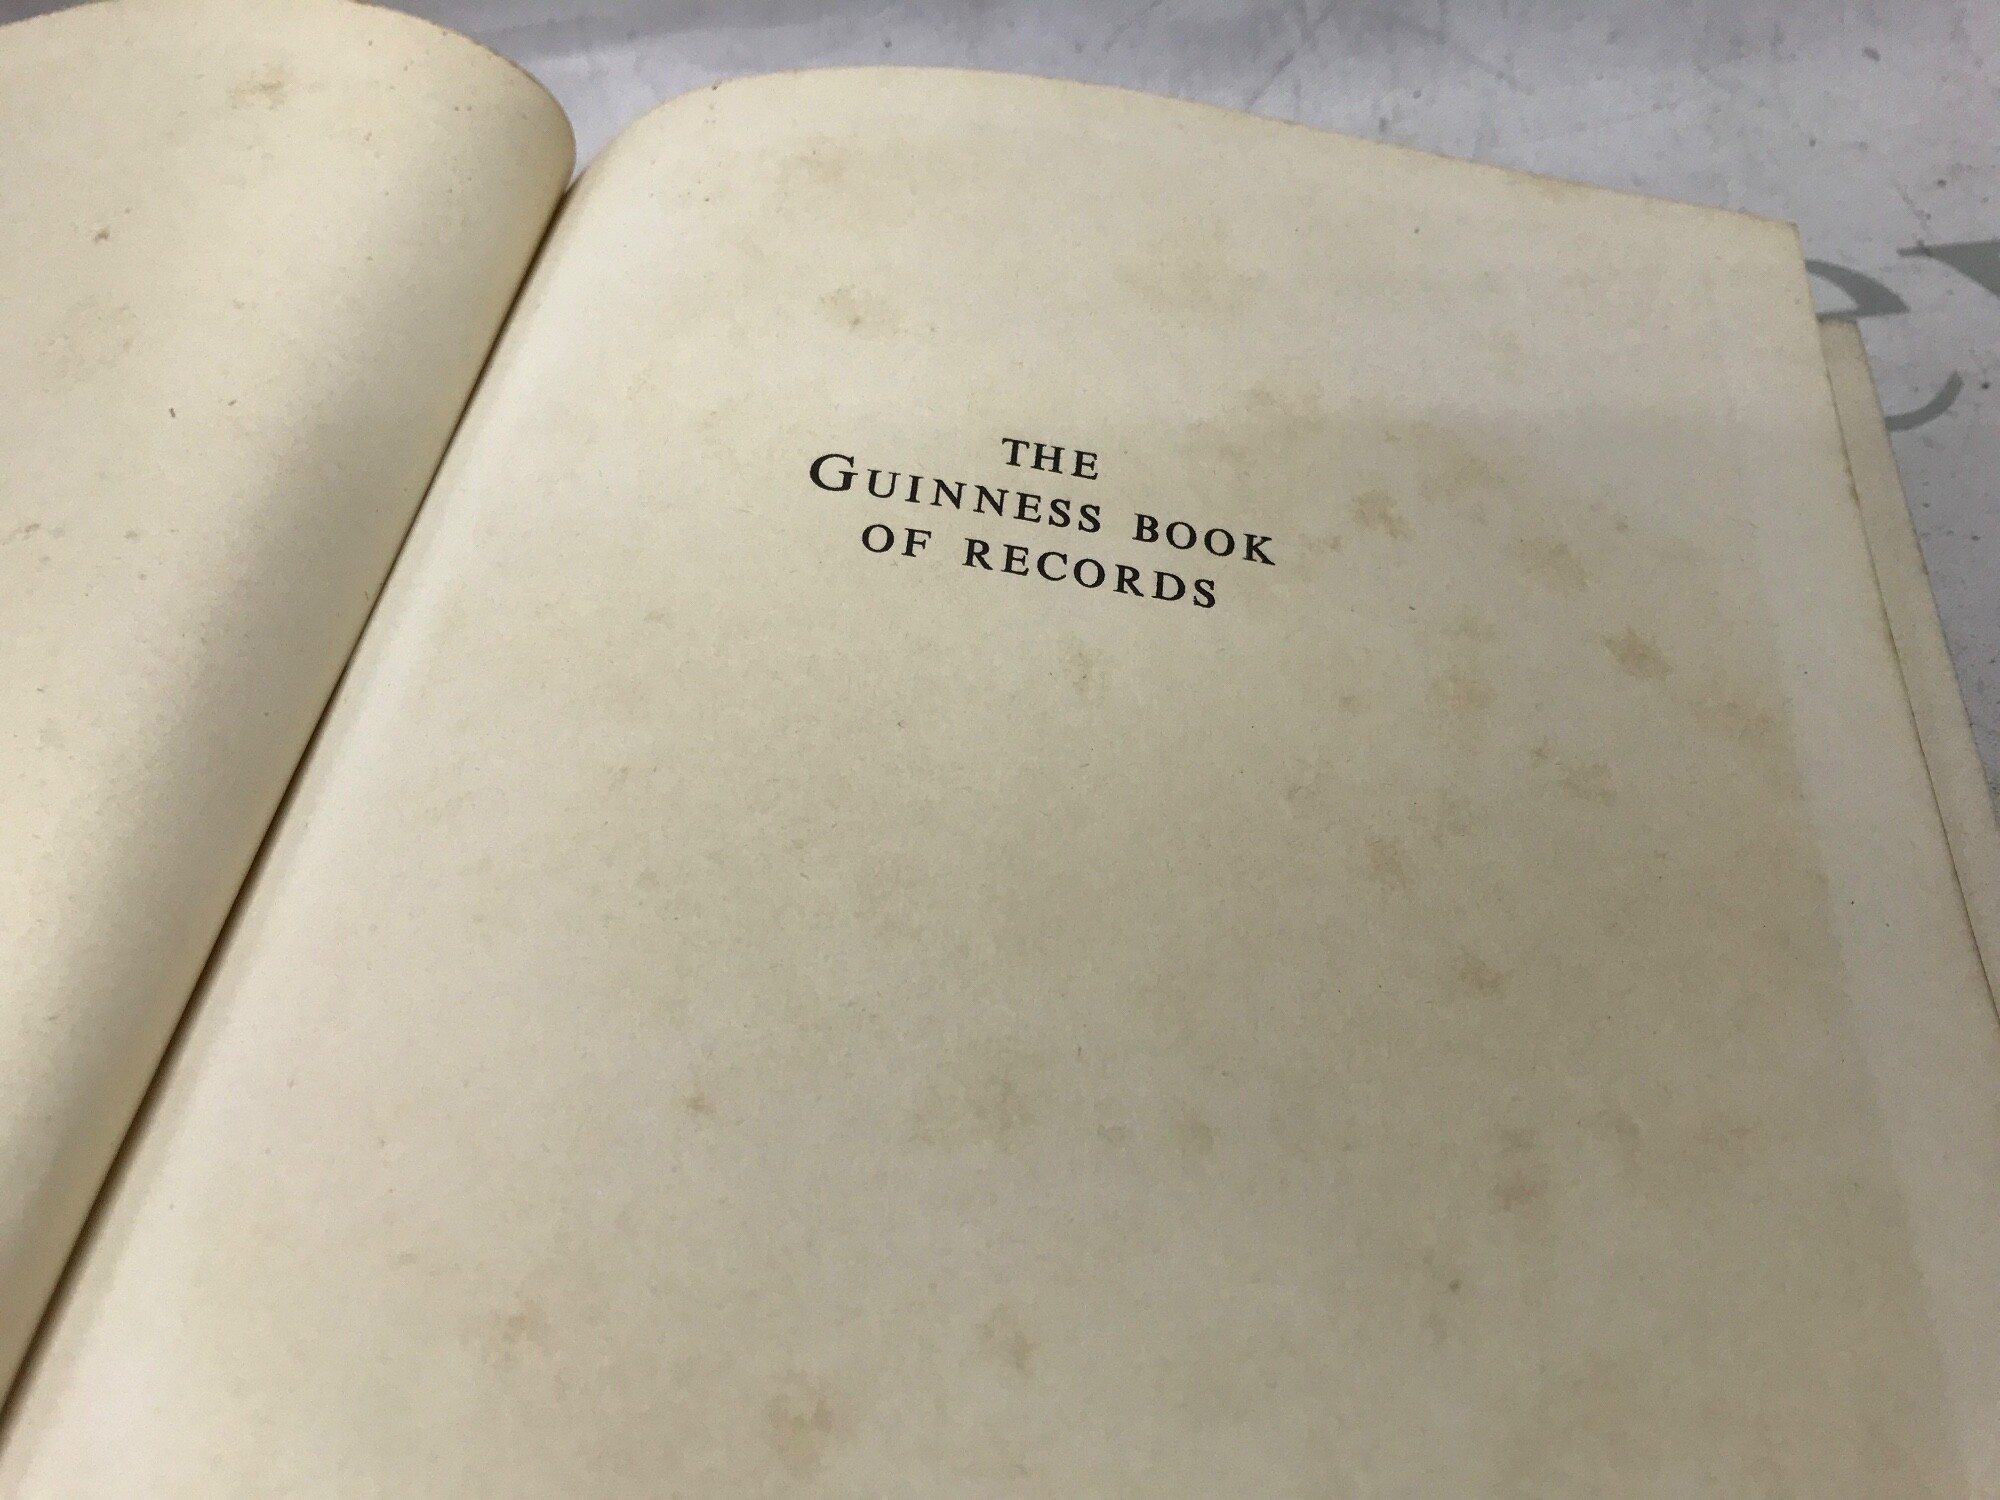 THE
GUINNESS BOOK
OF RECORDS